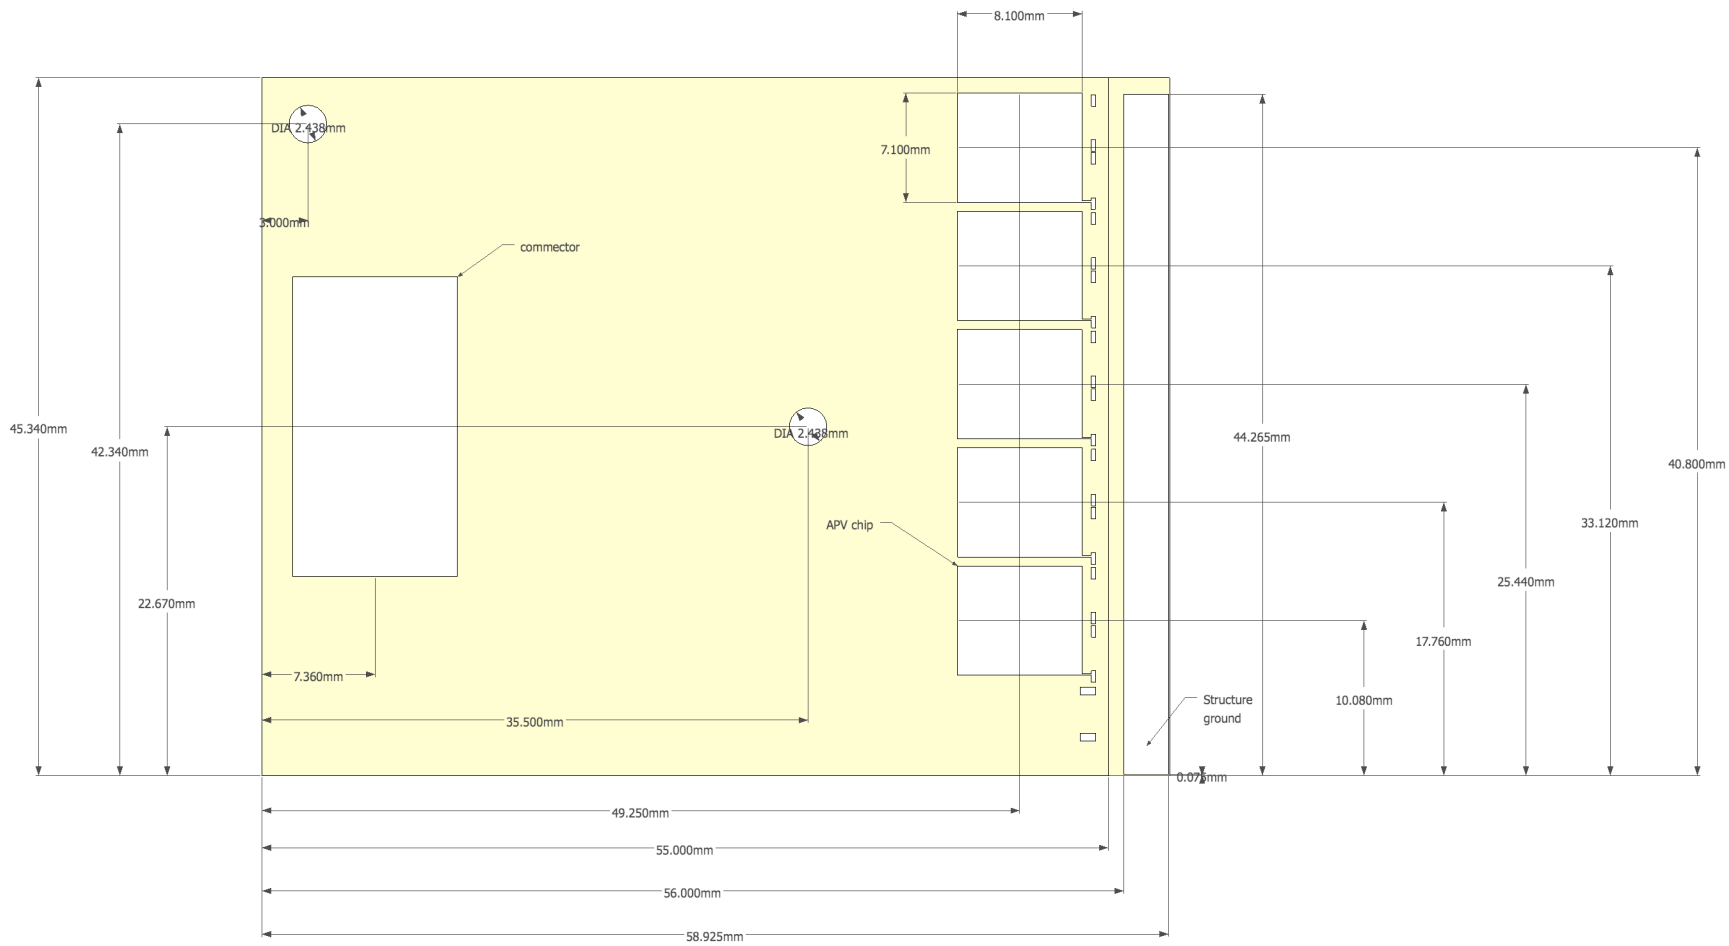 8.100mm
DIA 2.438mm
7.100mm
3.000mm
commector
45.340mm
DIA 2.438mm
44.265mm
42.340mm
40.800mm
APV chip
33.120mm
25.440mm
22.670mm
17.760mm
7.360mm
10.080mm
Structure
ground
35.500mm
0.075mm
49.250mm
55.000mm
56.000mm
58.925mm